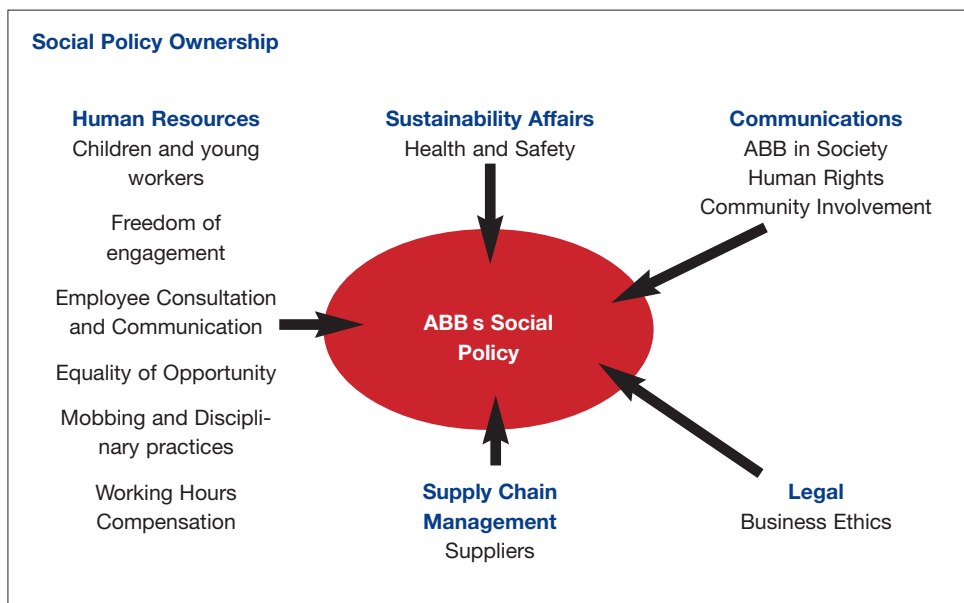 Social Policy Ownership
Human Resources
Children and young
workers
Freedom of
engagement
Employee Consultation
and Communication
Equality of Opportunity
Mobbing and Discipli-
nary practices
Working Hours
Compensation
Sustainability Affairs
Health and Safety
Communications
ABB in Society
Human Rights
Community Involvement
ABB s Social
Policy
Supply Chain
Management
Suppliers
Legal
Business Ethics